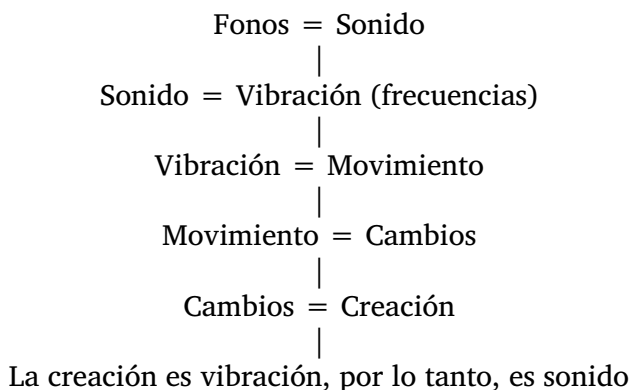 Fonos = Sonido
|
Sonido = Vibración (frecuencias)
|
Vibración = Movimiento
|
Movimiento = Cambios
|
Cambios = Creación
|
La creación es vibración, por lo tanto, es sonido